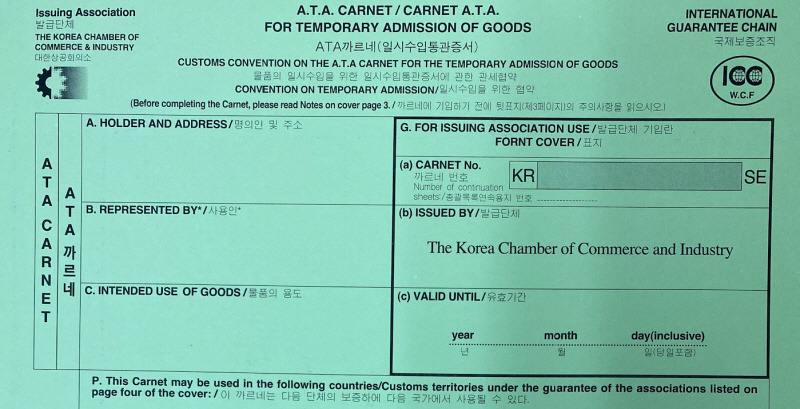 Issuing Association
발급단체
THE KOREA CHAMBER OF
COMMERCE & INDUSTRY
대한상공회의소
A.T.A. CARNET / CARNET A.T.A.
FOR TEMPORARY ADMISSION OF GOODS
ATA까르네(일시수입통관증서)
CUSTOMS CONVENTION ON THE A.T.A CARNET FOR THE TEMPORARY ADMISSION OF GOODS
물품의 일시수입을 위한 일시수입통관증서에 관한 관세협약
CONVENTION ON TEMPORARY ADMISSION/일시수입을 위한 협약
(Before completing the Carnet, please read Notes on cover page 3. / 까르네에 기입하기 전에 뒷표지(제3페이지)의 주의사항을 읽으시오.)
INTERNATIONAL
GUARANTEE CHAIN
국제보증조직
ICC
W.C.F
ATA CARNET
ATA 까르네
A. HOLDER AND ADDRESS/명의인 및 주소
B. REPRESENTED BY*/사용인*
C. INTENDED USE OF GOODS/물품의 용도
G. FOR ISSUING ASSOCIATION USE/발급단체 기입란
FORNT COVER/표지
(a) CARNET No.
까르네 번호
Number of continuation
sheets/총괄목록연속용지 번호
KR
SE
(b) ISSUED BY/발급단체
The Korea Chamber of Commerce and Industry
(c) VALID UNTIL/유효기간
year month day(inclusive)
년 월 일(당일포함)
P. This Carnet may be used in the following countries/Customs territories under the guarantee of the associations listed on
page four of the cover: / 이 까르네는 다음 단체의 보증하에 다음 국가에서 사용될 수 있다.